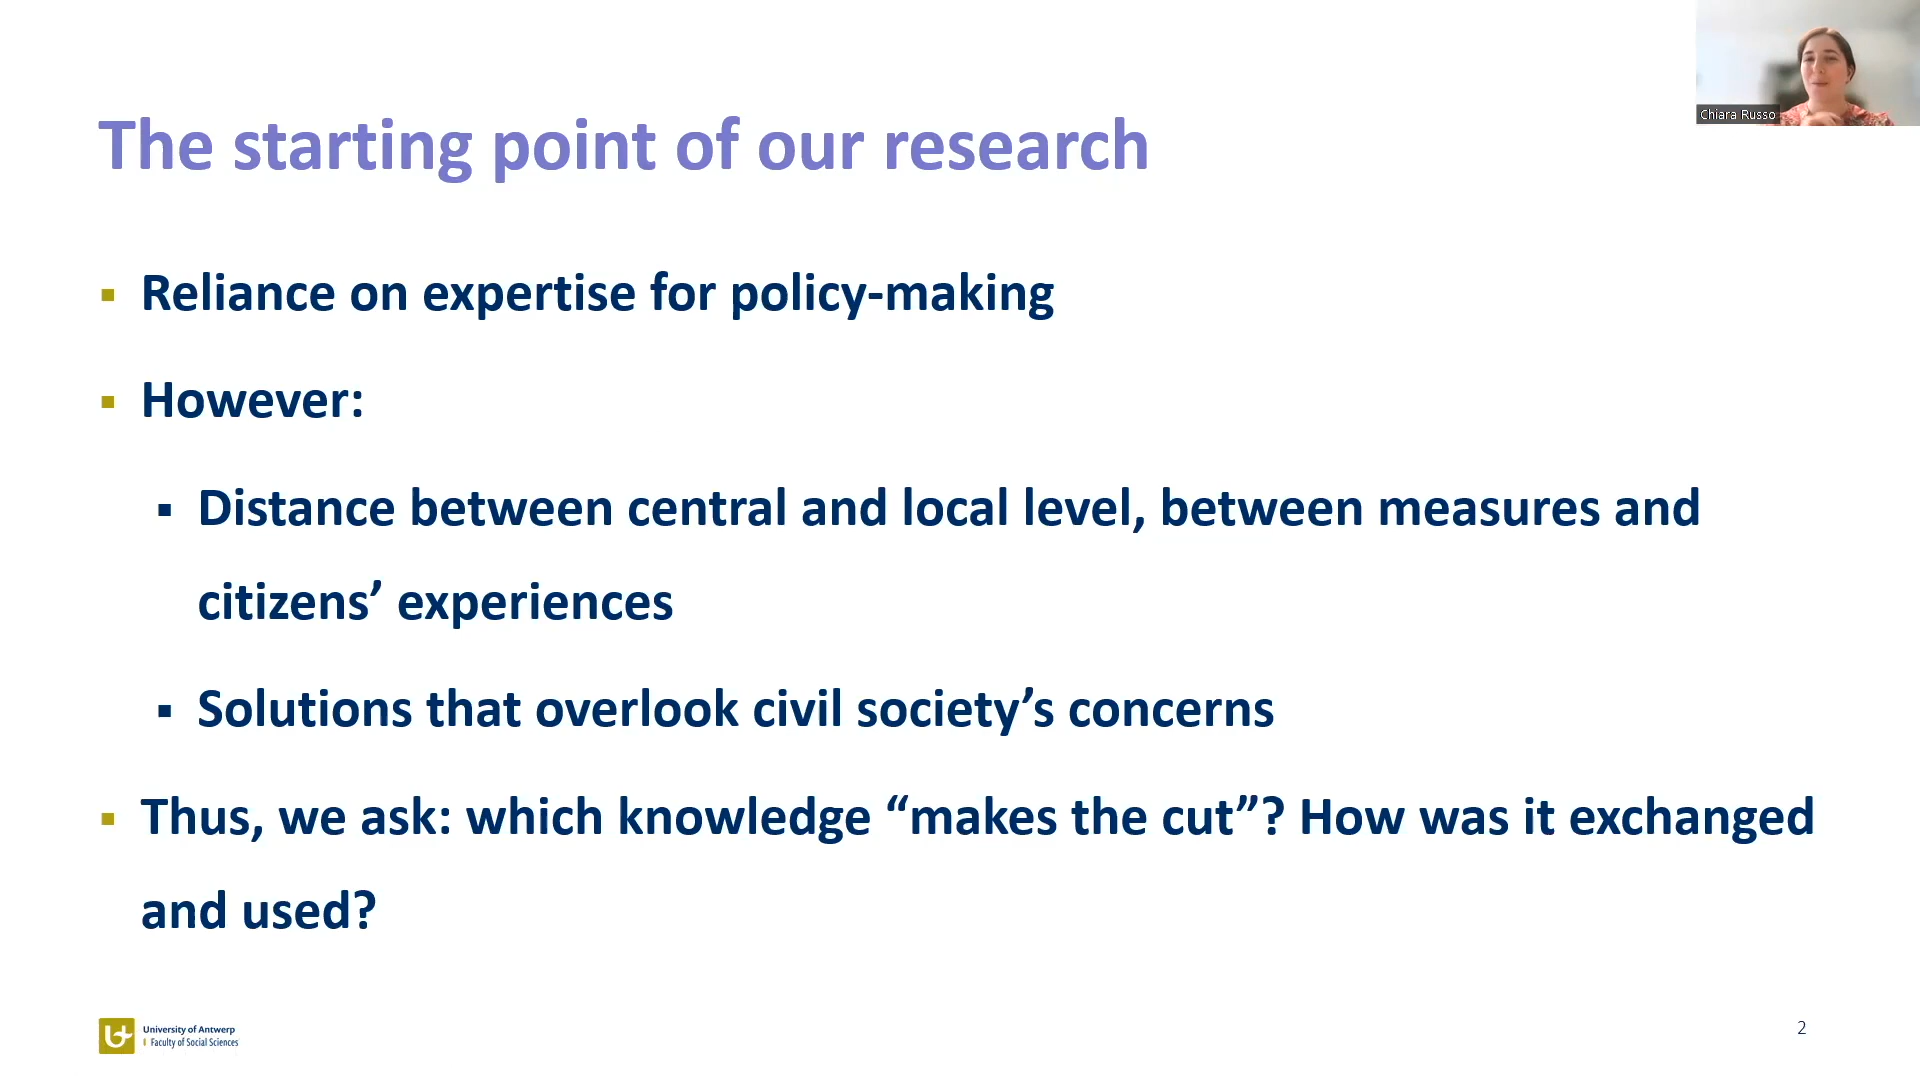 Chiara Russo
The starting point of our research
▪ Reliance on expertise for policy-making
▪ However:
▪ Distance between central and local level, between measures and
citizens’ experiences
▪ Solutions that overlook civil society’s concerns
▪ Thus, we ask: which knowledge “makes the cut”? How was it exchanged
and used?
University of Antwerp
Faculty of Social Sciences
2